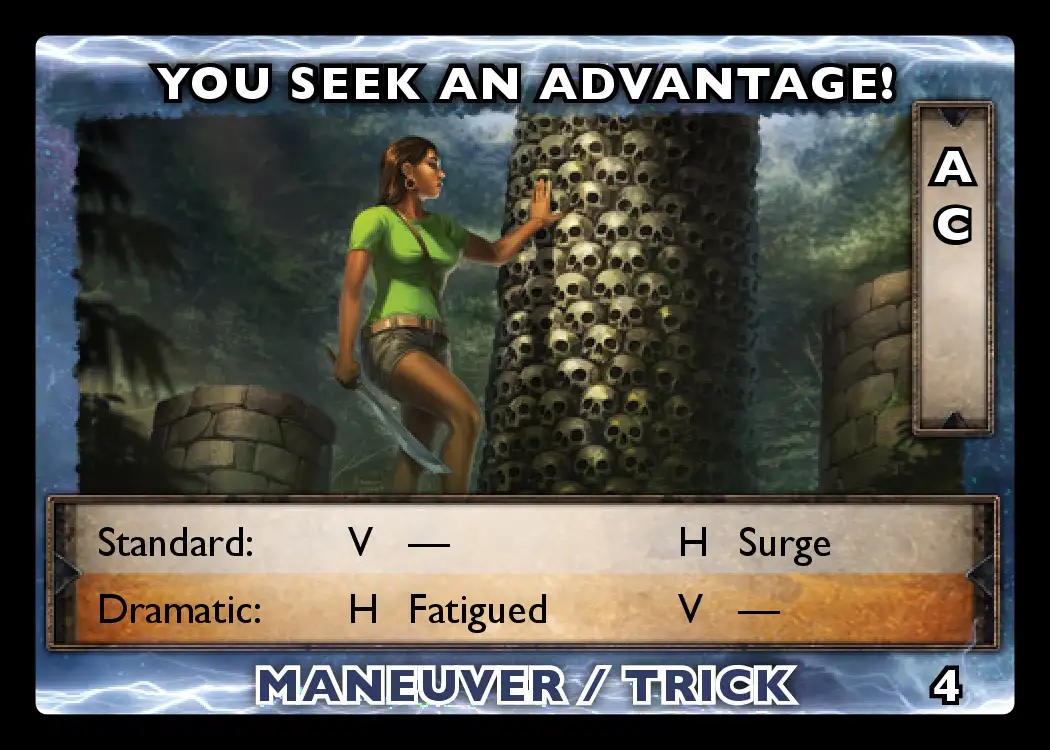 YOU SEEK AN ADVANTAGE!
A
C
Standard: V — H Surge
Dramatic: H Fatigued V —
MANEUVER / TRICK
4